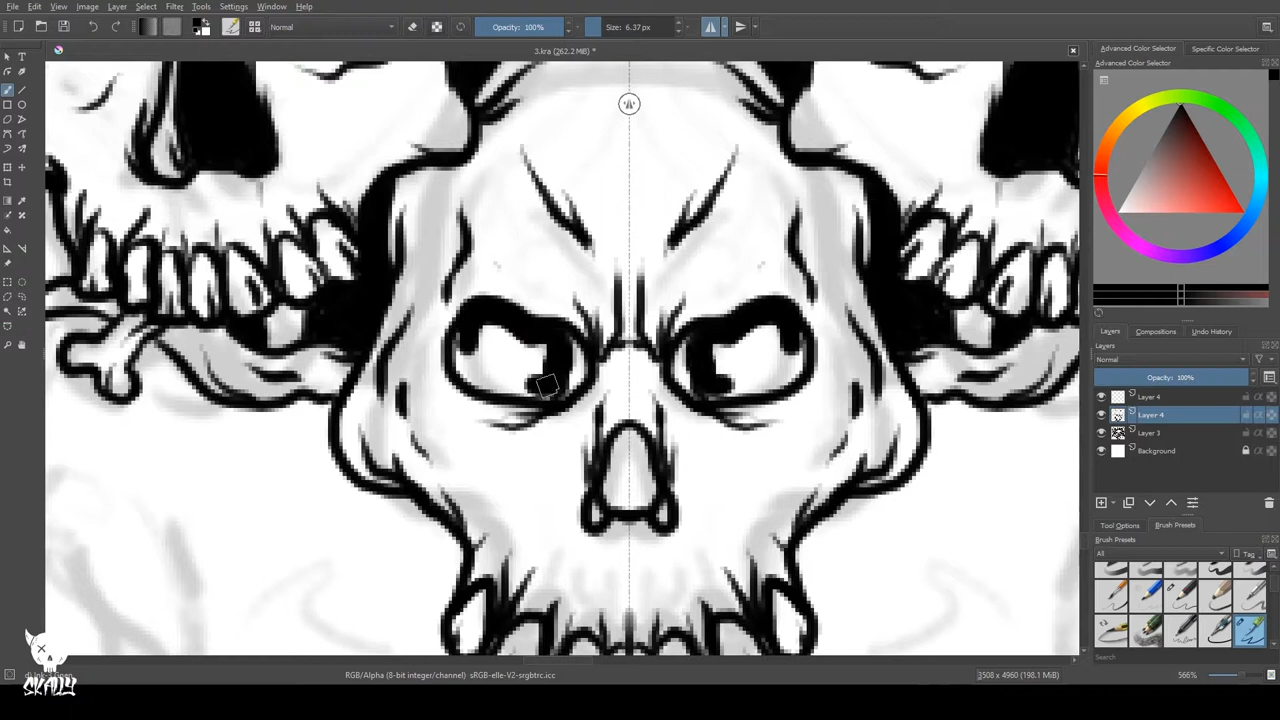 File Edit View Image Layer Select Filter Tools Settings Window Help
Normal Opacity: 100% Size: 6.37 px
3.kra (262.2 MiB) *
Advanced Color Selector Specific Color Selector
Advanced Color Selector
Layers Compositions Undo History
Layers
Normal
Opacity: 100%
Layer 4
Layer 4
Layer 3
Background
Tool Options Brush Presets
Brush Presets
All Tag
Search
RGB/Alpha (8-bit integer/channel) sRGB-elle-V2-srgbtrc.icc 3508 x 4960 (198.1 MiB) 566%
SKALLY